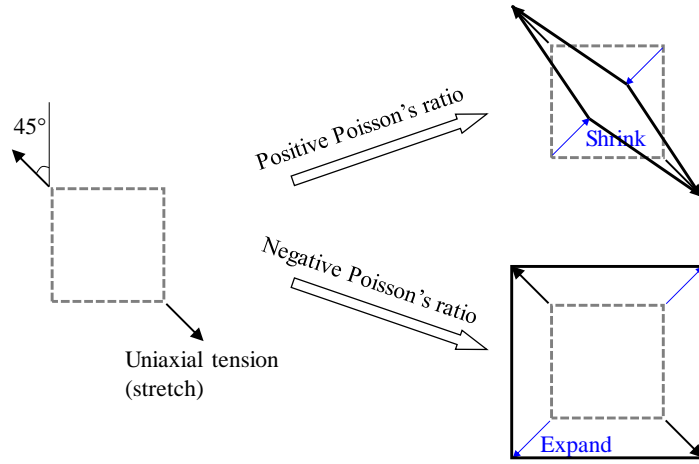 45°
Uniaxial tension
(stretch)
Positive Poisson's ratio
Shrink
Negative Poisson's ratio
Expand